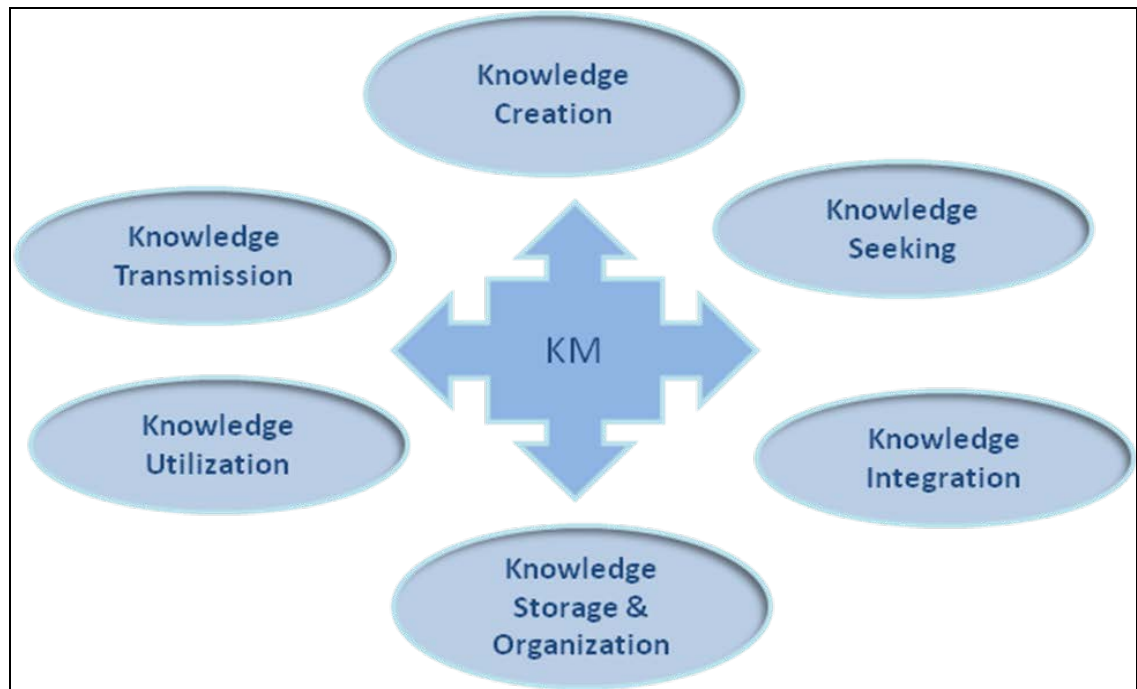 Knowledge
Creation
Knowledge
Seeking
Knowledge
Transmission
KM
Knowledge
Utilization
Knowledge
Integration
Knowledge
Storage &
Organization